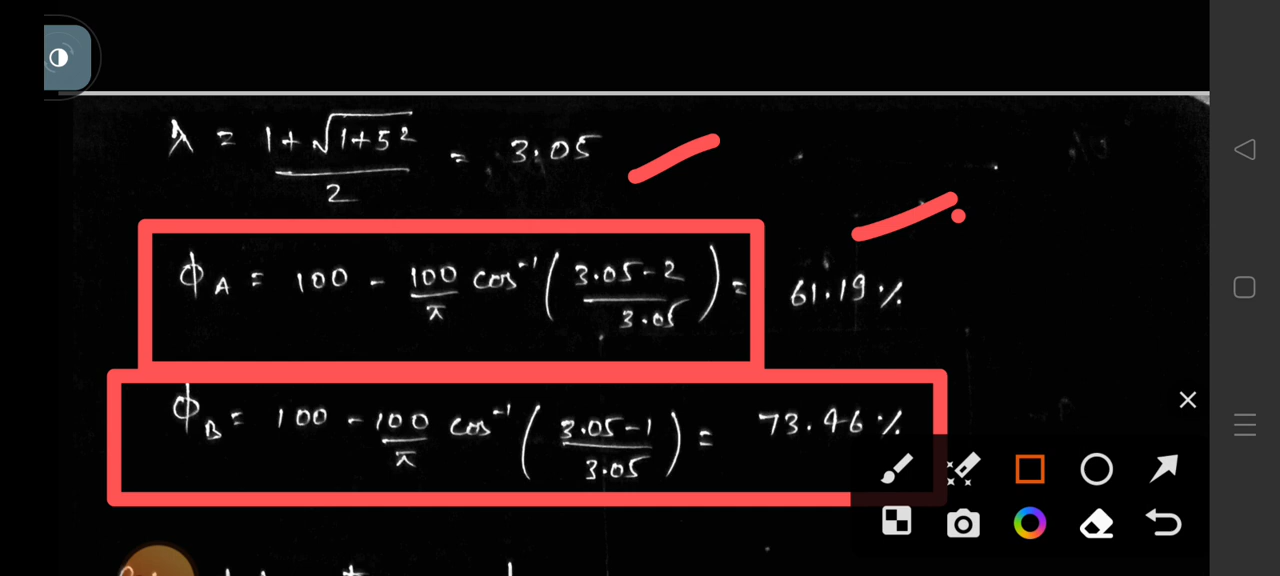 λ = (1+√(1+5²))/2 = 3.05
ϕA = 100 - 100/π cos⁻¹((3.05-2)/3.05) = 61.19 %
ϕB = 100 - 100/π cos⁻¹((3.05-1)/3.05) = 73.46 %